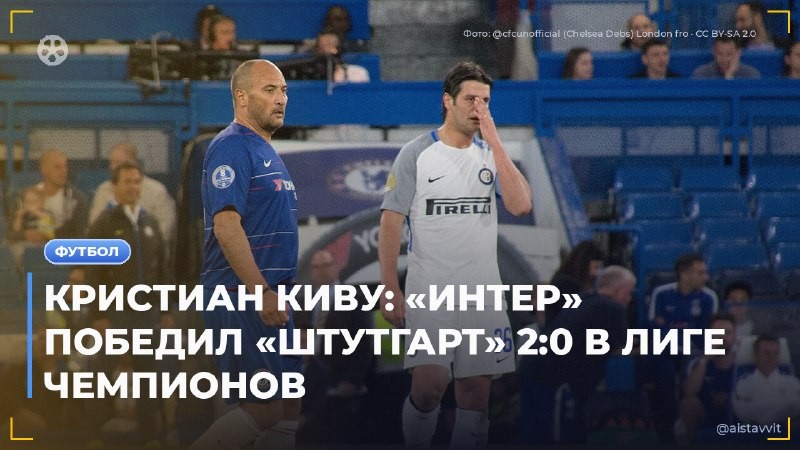 Фото: @cfcunofficial (Chelsea Debs) London fro · CC BY-SA 2.0
PIRELLI
ФУТБОЛ
КРИСТИАН КИВУ: «ИНТЕР»
ПОБЕДИЛ «ШТУТГАРТ» 2:0 В ЛИГЕ
ЧЕМПИОНОВ
@aistavvit